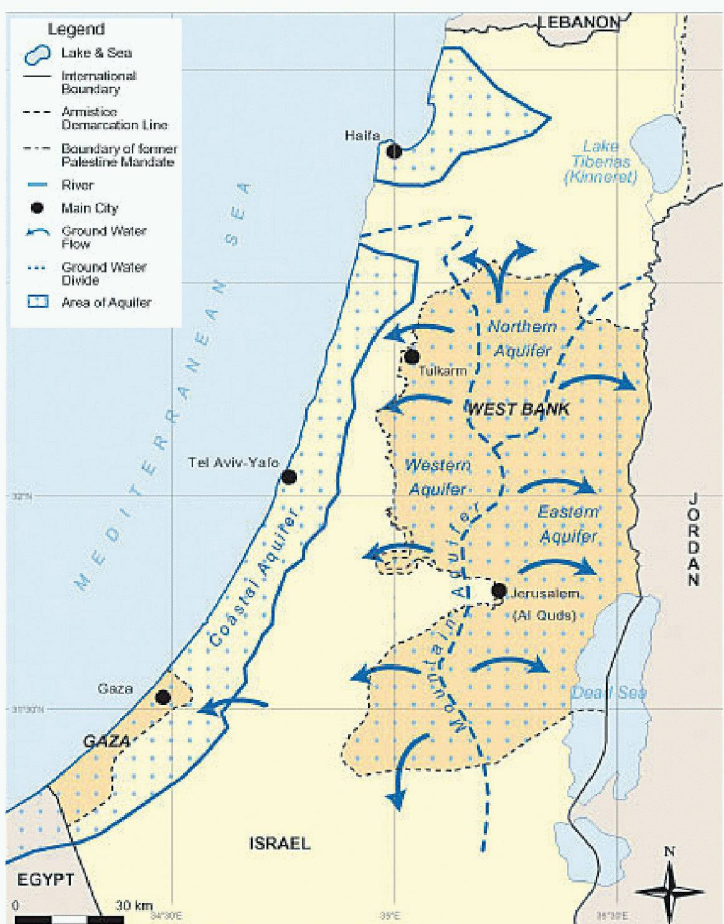 Legend
Lake & Sea
International
Boundary
Armistice
Demarcation Line
Boundary of former
Palestine Mandate
River
Main City
Ground Water
Flow
Ground Water
Divide
Area of Aquifer
LEBANON
Haifa
Lake
Tiberias
(Kinneret)
MEDITERRANEAN SEA
Northern
Aquifer
Tulkarm
WEST BANK
Tel Aviv-Yafo
Western
Aquifer
32°N
Eastern
Aquifer
JORDAN
Coastal Aquifer
Mountain Aquifer
Jerusalem
(Al Quds)
Gaza
Dead Sea
31°30'N
GAZA
ISRAEL
EGYPT
N
0 30 km
34°30'E
35°E
35°30'E